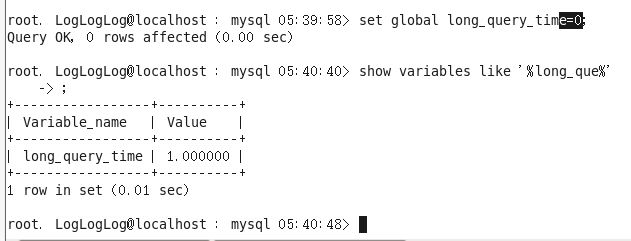 root. LogLogLog@localhost : mysql 05:39:58> set global long_query_time=0;
Query OK, 0 rows affected (0.00 sec)
root. LogLogLog@localhost : mysql 05:40:40> show variables like '%long_que%'
    -> ;
+-----------------+----------+
| Variable_name   | Value    |
+-----------------+----------+
| long_query_time | 1.000000 |
+-----------------+----------+
1 row in set (0.01 sec)
root. LogLogLog@localhost : mysql 05:40:48>